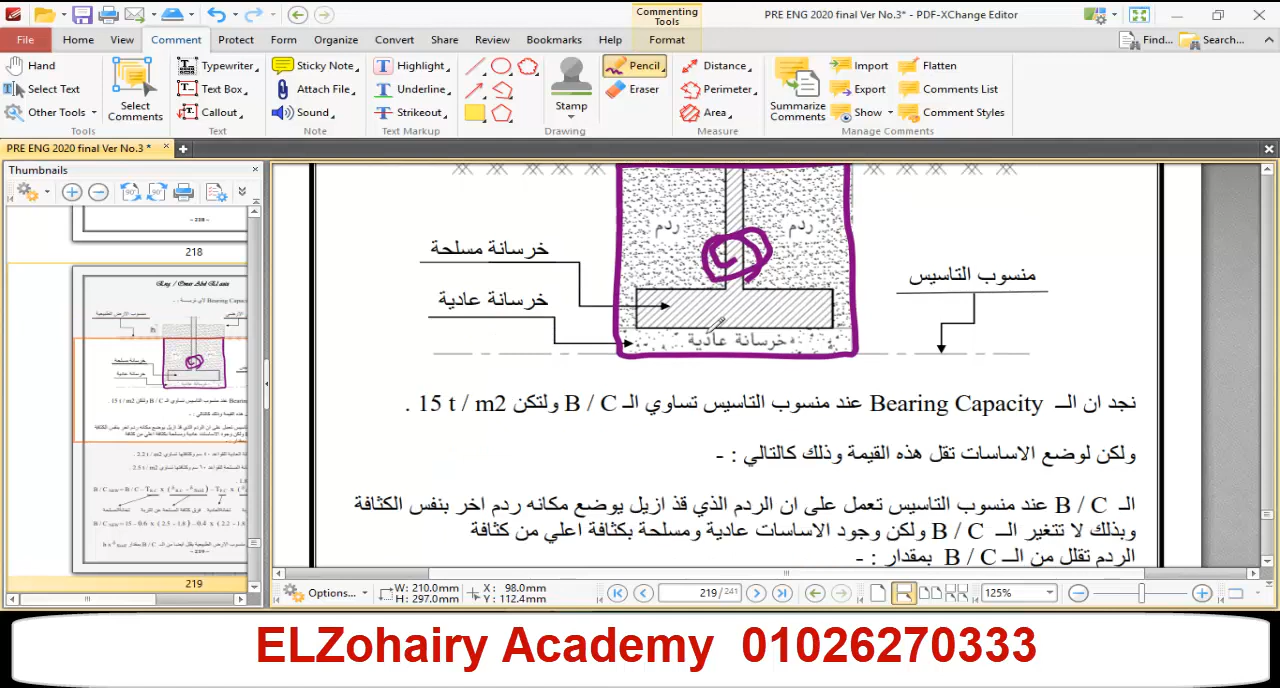 Commenting
Tools
PRE ENG 2020 final Ver No.3* - PDF-XChange Editor
File Home View Comment Protect Form Organize Convert Share Review Bookmarks Help Format Find... Search...
Hand
Select Text
Other Tools
Tools
Select
Comments
Typewriter
Text Box
Callout
Text
Sticky Note
Attach File
Sound
Note
Highlight
Underline
Strikeout
Text Markup
Drawing
Stamp
Pencil
Eraser
Distance
Perimeter
Area
Measure
Summarize
Comments
Import
Export
Show
Flatten
Comments List
Comment Styles
Manage Comments
PRE ENG 2020 final Ver No.3 *
Thumbnails
218
219
ردم
ردم
خرسانة مسلحة
خرسانة عادية
منسوب التاسيس
خرسانة عادية
نجد ان الـ Bearing Capacity عند منسوب التاسيس تساوي الـ B / C ولتكن 15 t / m2 .
ولكن لوضع الاساسات تقل هذه القيمة وذلك كالتالي : -
الـ B / C عند منسوب التاسيس تعمل على ان الردم الذي قذ ازيل يوضع مكانه ردم اخر بنفس الكثافة
وبذلك لا تتغير الـ B / C ولكن وجود الاساسات عادية ومسلحة بكثافة اعلي من كثافة
الردم تقلل من الـ B / C بمقدار : -
Options...
W: 210.0mm
H: 297.0mm
X: 98.0mm
Y: 112.4mm
219 / 241
125%
ELZohairy Academy 01026270333